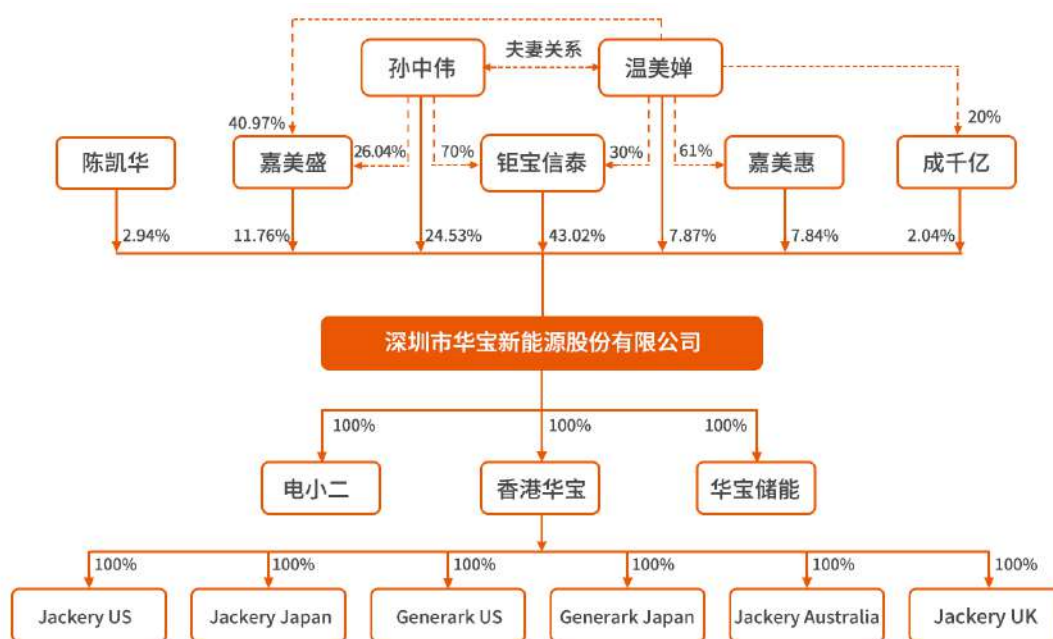 夫妻关系
孙中伟
温美婵
40.97%
20%
陈凯华
嘉美盛
26.04%
70%
钜宝信泰
30%
61%
嘉美惠
成千亿
2.94%
11.76%
24.53%
43.02%
7.87%
7.84%
2.04%
深圳市华宝新能源股份有限公司
100%
100%
100%
电小二
香港华宝
华宝储能
100%
100%
100%
100%
100%
100%
Jackery US
Jackery Japan
Generark US
Generark Japan
Jackery Australia
Jackery UK